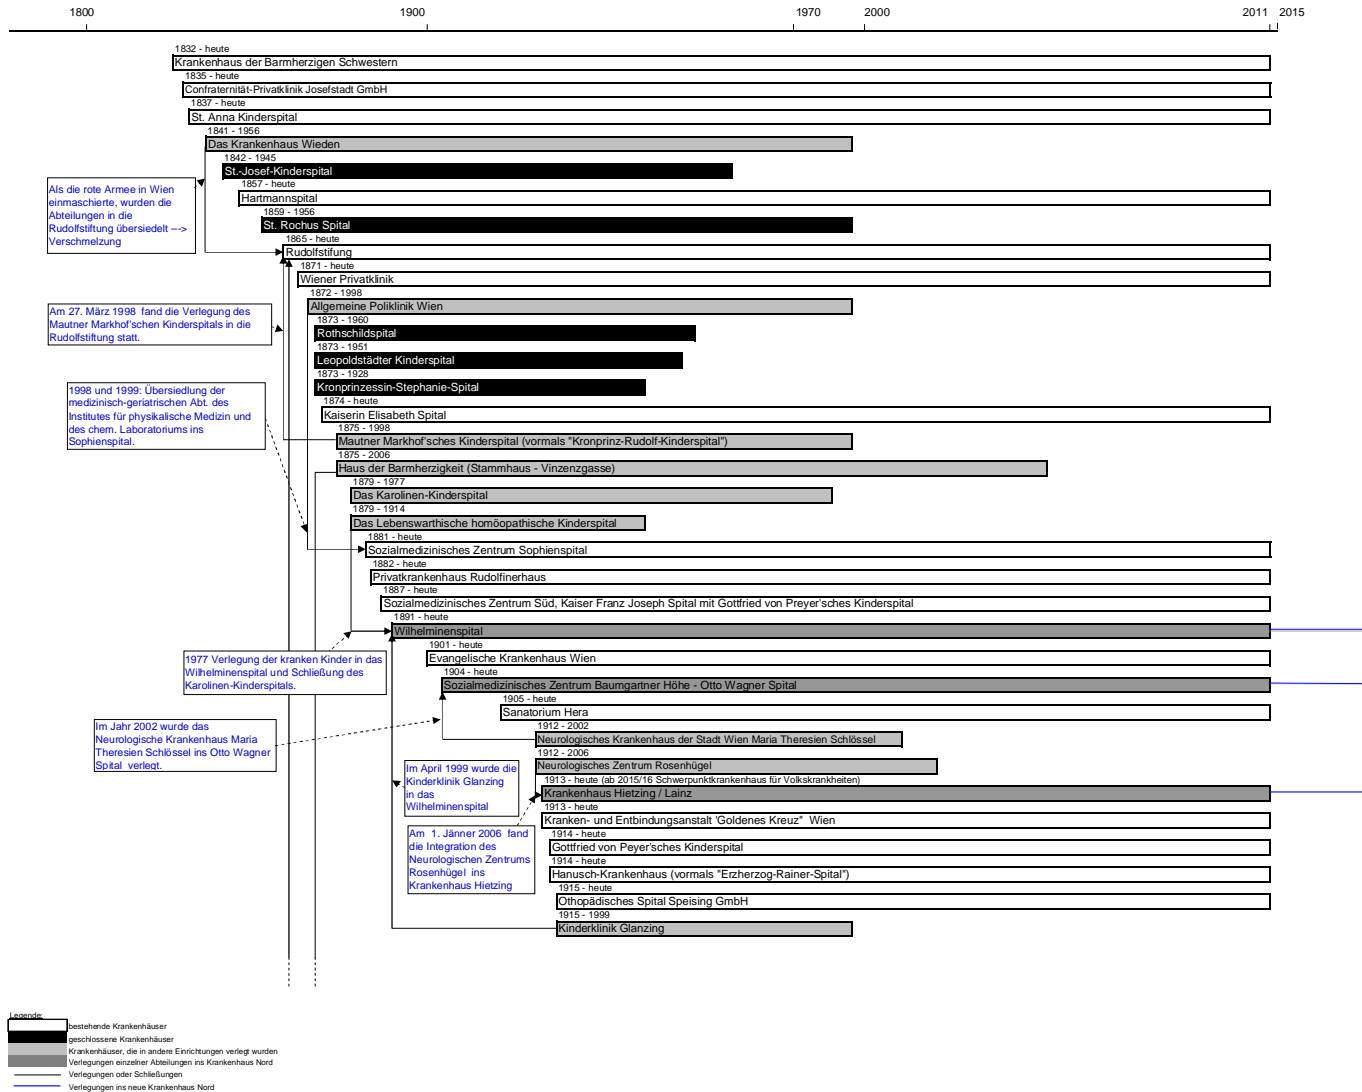 1800 1900 1970 2000 2011 2015
1832 - heute
Krankenhaus der Barmherzigen Schwestern
1835 - heute
Confraternität-Privatklinik Josefstadt GmbH
1837 - heute
St. Anna Kinderspital
1841 - 1956
Das Krankenhaus Wieden
1842 - 1945
St.-Josef-Kinderspital
Als die rote Armee in Wien
einmaschierte, wurden die
Abteilungen in die
Rudolfstiftung übersiedelt --->
Verschmelzung
1857 - heute
Hartmannspital
1859 - 1956
St. Rochus Spital
1865 - heute
Rudolfstifung
1871 - heute
Wiener Privatklinik
1872 - 1998
Allgemeine Poliklinik Wien
Am 27. März 1998 fand die Verlegung des
Mautner Markhof'schen Kinderspitals in die
Rudolfstiftung statt.
1873 - 1960
Rothschildspital
1873 - 1951
Leopoldstädter Kinderspital
1873 - 1928
Kronprinzessin-Stephanie-Spital
1998 und 1999: Übersiedlung der
medizinisch-geriatrischen Abt. des
Institutes für physikalische Medizin und
des chem. Laboratoriums ins
Sophienspital.
1874 - heute
Kaiserin Elisabeth Spital
1875 - 1998
Mautner Markhof'sches Kinderspital (vormals "Kronprinz-Rudolf-Kinderspital")
1875 - 2006
Haus der Barmherzigkeit (Stammhaus - Vinzenzgasse)
1879 - 1977
Das Karolinen-Kinderspital
1879 - 1914
Das Lebenswarthische homöopathische Kinderspital
1881 - heute
Sozialmedizinisches Zentrum Sophienspital
1882 - heute
Privatkrankenhaus Rudolfinerhaus
1887 - heute
Sozialmedizinisches Zentrum Süd, Kaiser Franz Joseph Spital mit Gottfried von Preyer'sches Kinderspital
1891 - heute
Wilhelminenspital
1977 Verlegung der kranken Kinder in das
Wilhelminenspital und Schließung des
Karolinen-Kinderspitals.
1901 - heute
Evangelische Krankenhaus Wien
1904 - heute
Sozialmedizinisches Zentrum Baumgartner Höhe - Otto Wagner Spital
1905 - heute
Sanatorium Hera
Im Jahr 2002 wurde das
Neurologische Krankenhaus Maria
Theresien Schlössel ins Otto Wagner
Spital verlegt.
1912 - 2002
Neurologisches Krankenhaus der Stadt Wien Maria Theresien Schlössel
1912 - 2006
Neurologisches Zentrum Rosenhügel
Im April 1999 wurde die
Kinderklinik Glanzing
in das
Wilhelminenspital
1913 - heute (ab 2015/16 Schwerpunktkrankenhaus für Volkskrankheiten)
Krankenhaus Hietzing / Lainz
1913 - heute
Kranken- und Entbindungsanstalt 'Goldenes Kreuz" Wien
Am 1. Jänner 2006 fand
die Integration des
Neurologischen Zentrums
Rosenhügel ins
Krankenhaus Hietzing
1914 - heute
Gottfried von Peyer'sches Kinderspital
1914 - heute
Hanusch-Krankenhaus (vormals "Erzherzog-Rainer-Spital")
1915 - heute
Othopädisches Spital Speising GmbH
1915 - 1999
Kinderklinik Glanzing
Legende:
bestehende Krankenhäuser
geschlossene Krankenhäuser
Krankenhäuser, die in andere Einrichtungen verlegt wurden
Verlegungen einzelner Abteilungen ins Krankenhaus Nord
Verlegungen oder Schließungen
Verlegungen ins neue Krankenhaus Nord